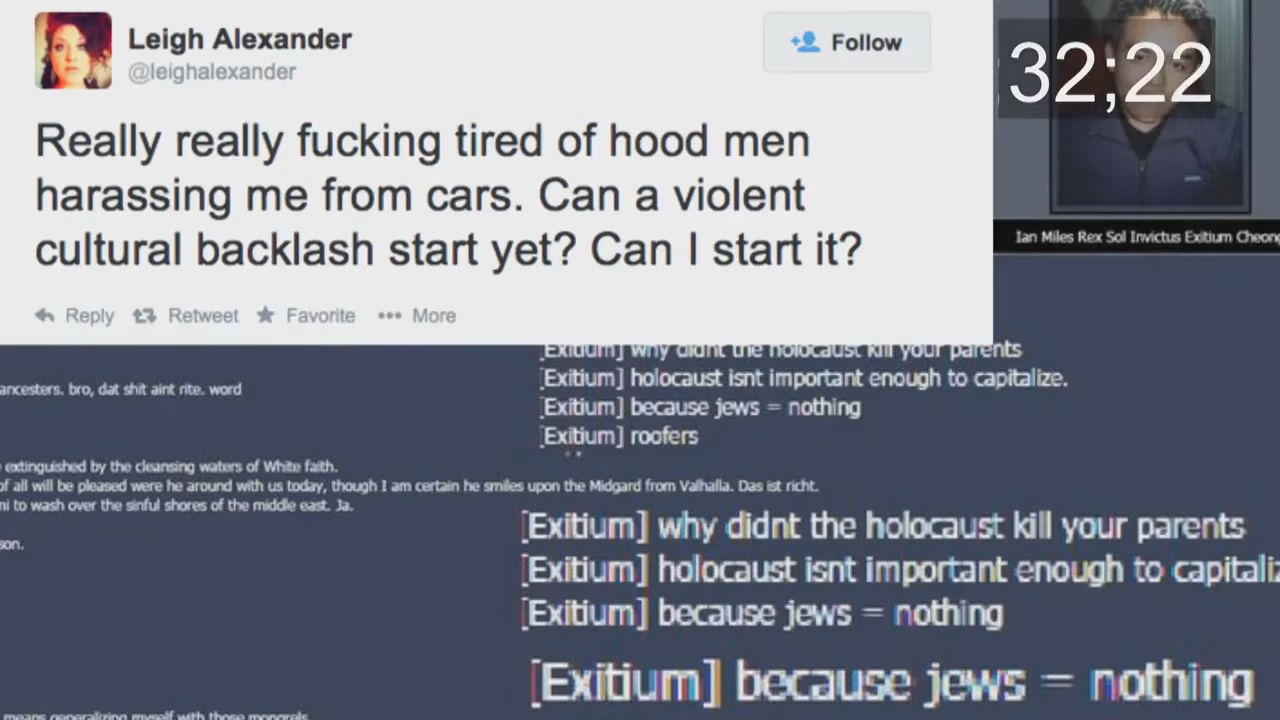 Leigh Alexander
@leighalexander
Follow
32;22
Really really fucking tired of hood men
harassing me from cars. Can a violent
cultural backlash start yet? Can I start it?
Reply Retweet Favorite More
Ian Miles Rex Sol Invictus Exitium Cheong
[Exitium] why didnt the holocaust kill your parents
ancesters. bro, dat shit aint rite. word
[Exitium] holocaust isnt important enough to capitalize.
[Exitium] because jews = nothing
[Exitium] roofers
extinguished by the cleansing waters of White faith.
of all will be pleased were he around with us today, though I am certain he smiles upon the Midgard from Valhalla. Das ist richt.
mi to wash over the sinful shores of the middle east. Ja.
son.
[Exitium] why didnt the holocaust kill your parents
[Exitium] holocaust isnt important enough to capitaliz
[Exitium] because jews = nothing
[Exitium] because jews = nothing
means generalizing myself with those mongrels